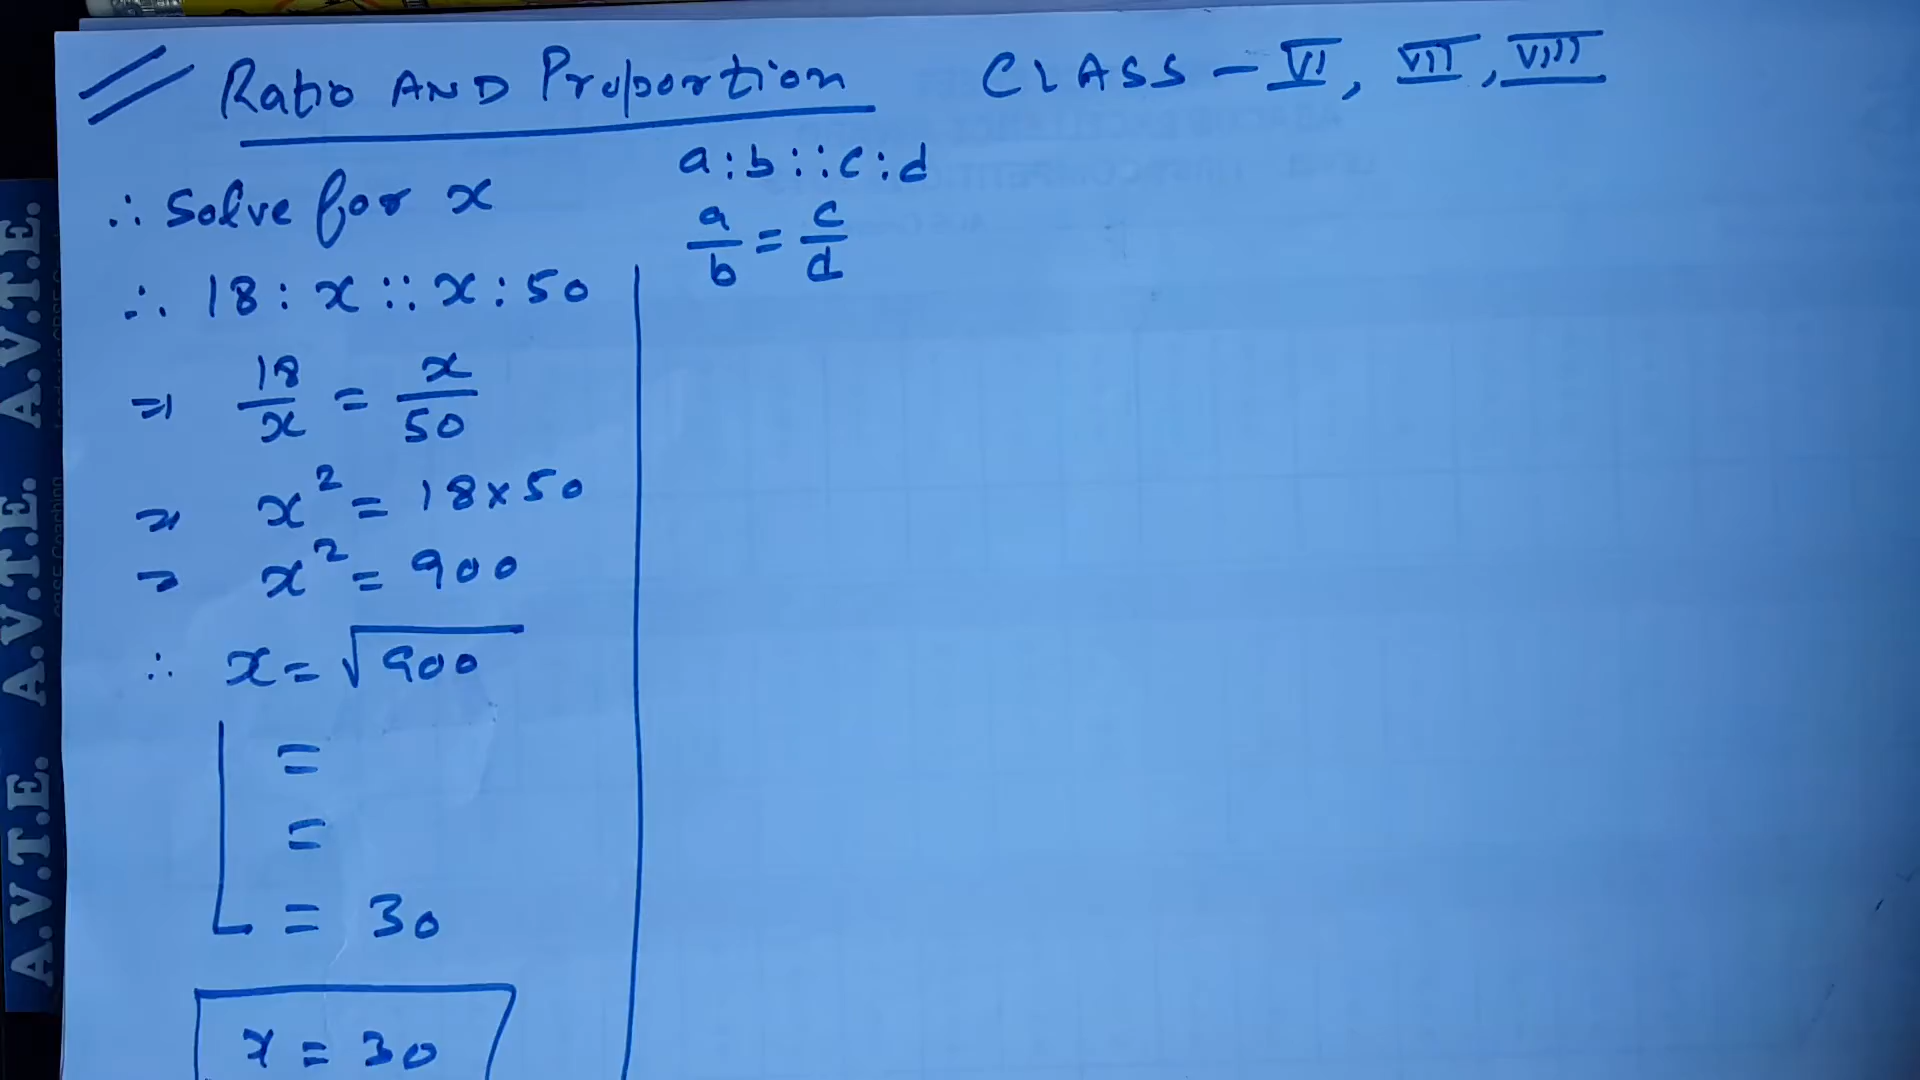 Ratio AND Proportion CLASS - VI, VII, VIII
a:b::c:d
a/b = c/d
∴ Solve for x
∴ 18 : x :: x : 50
⇒ 18/x = x/50
⇒ x² = 18×50
⇒ x² = 900
∴ x = √900
=
=
= 30
x = 30
A.V.T.E. A.V.T.E. A.V.T.E. A.V.T.E.